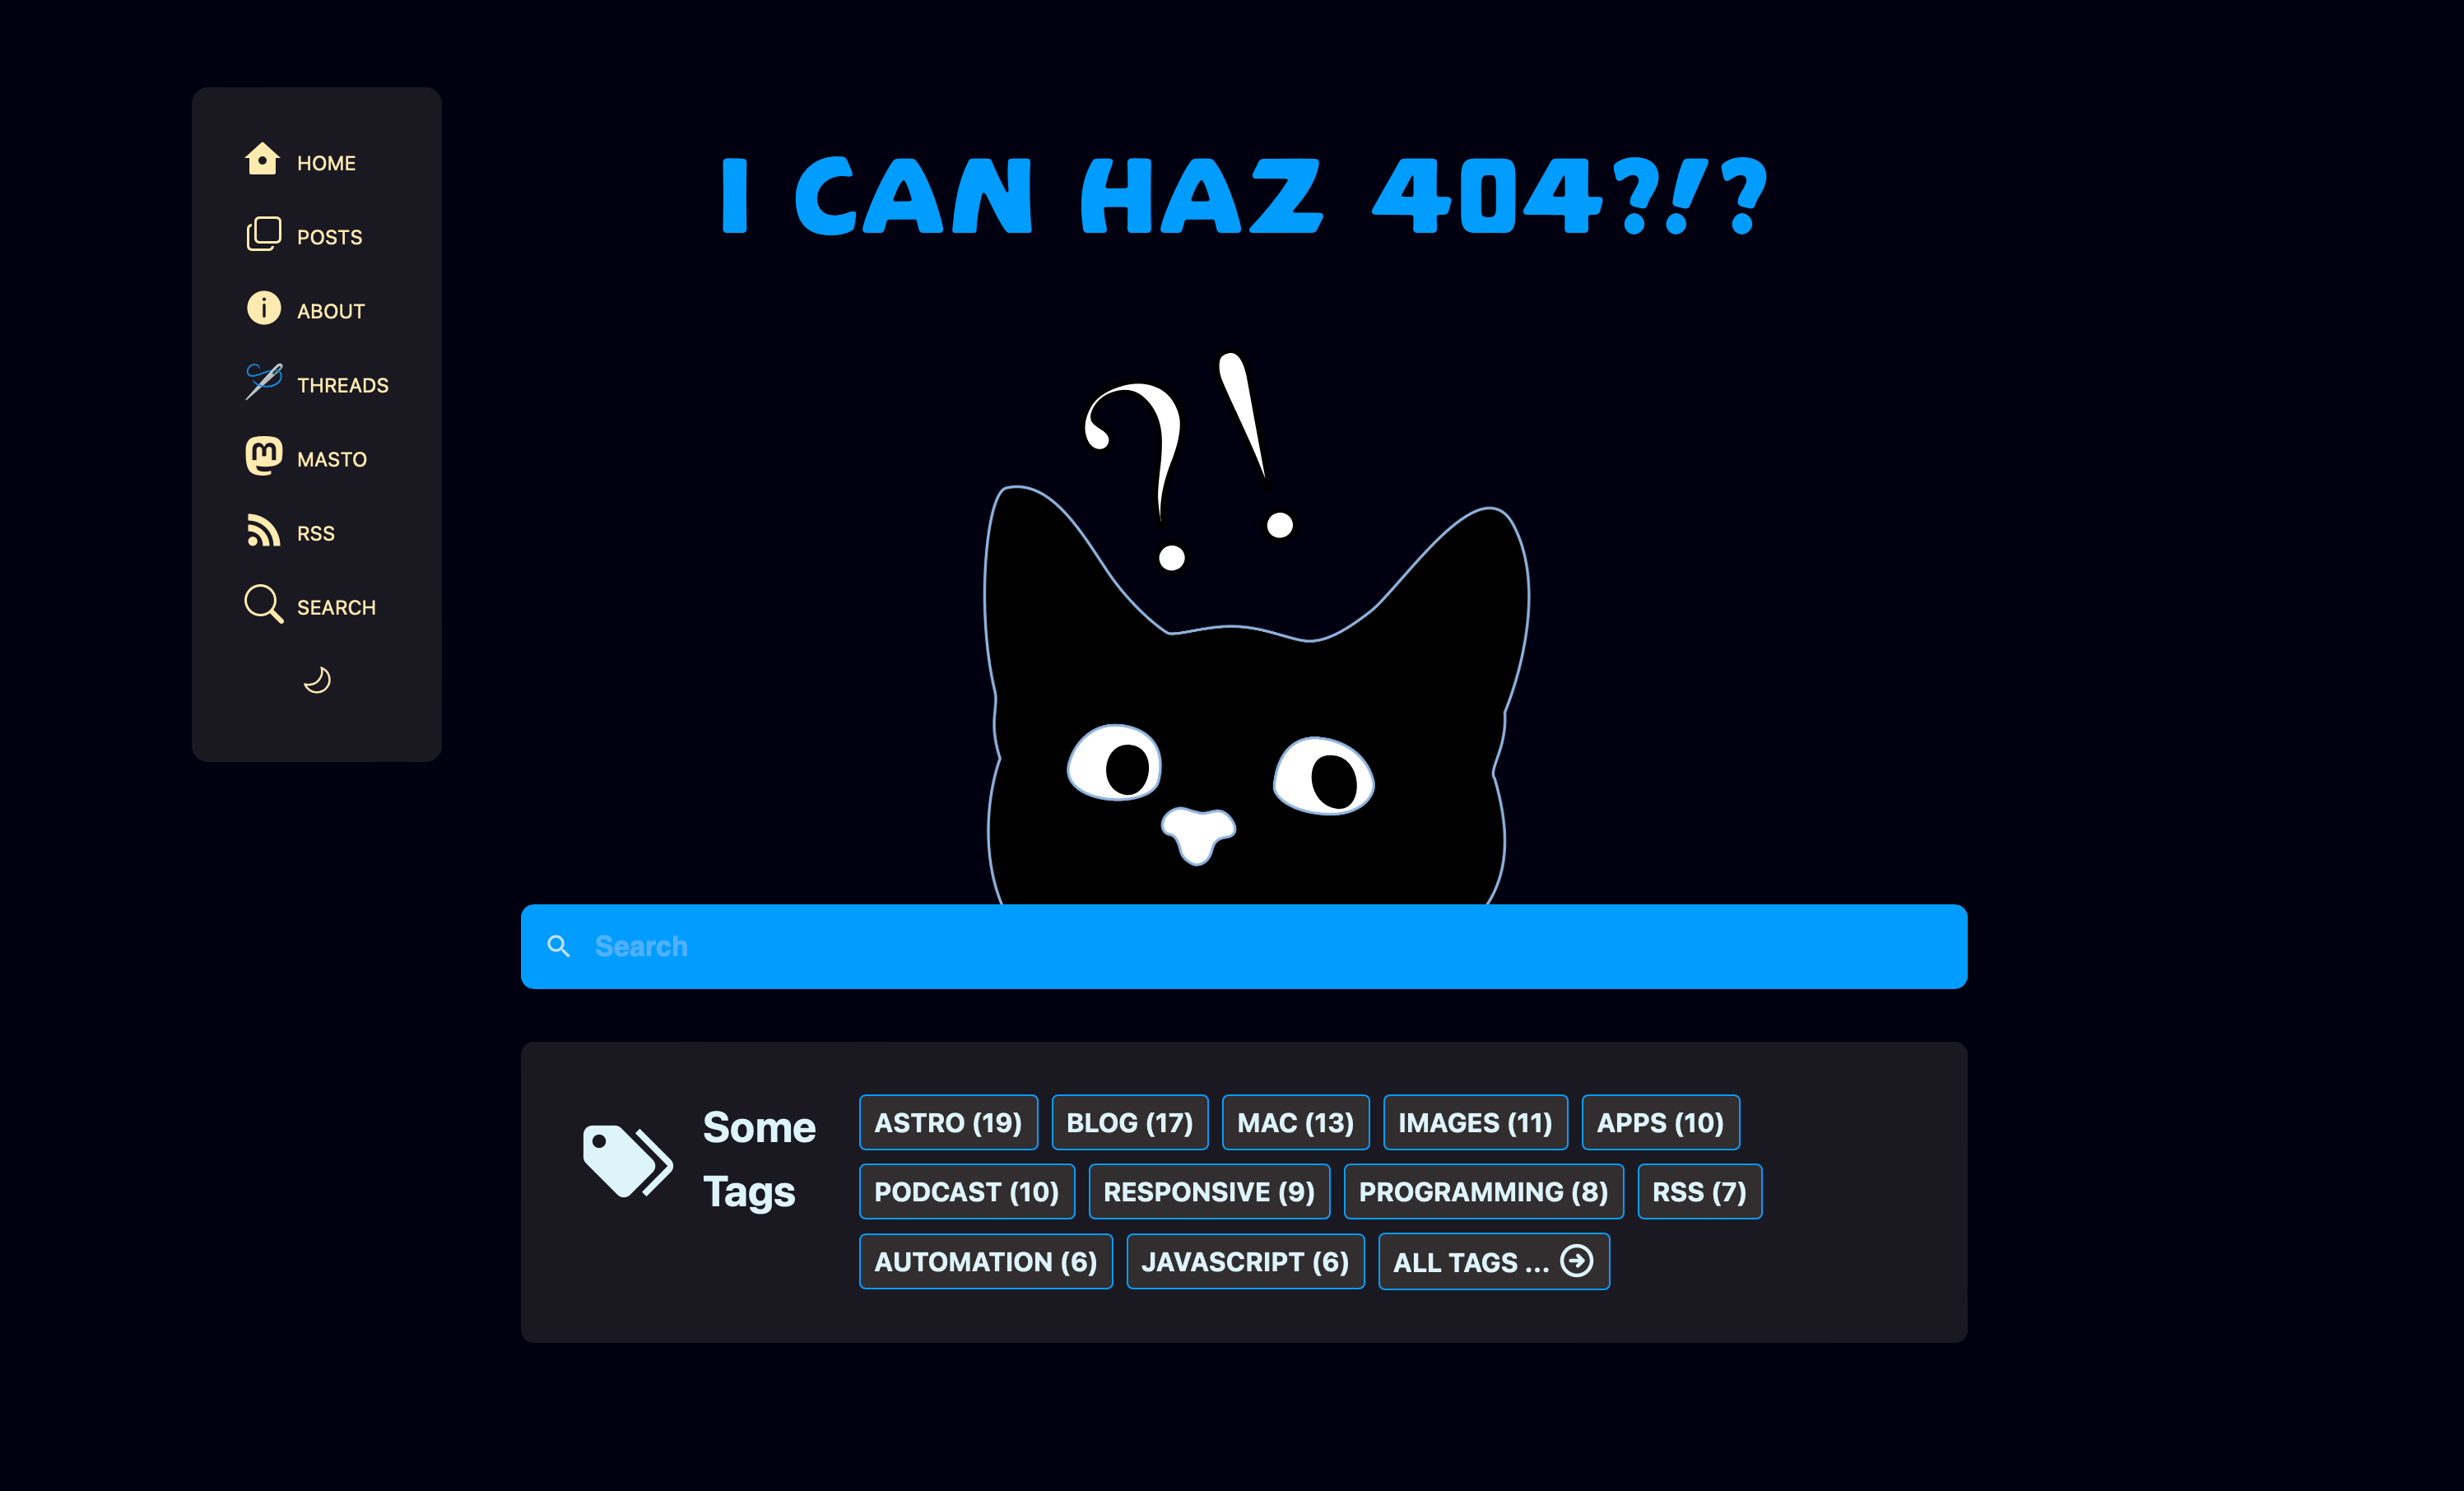 HOME
POSTS
ABOUT
THREADS
MASTO
RSS
SEARCH
I CAN HAZ 404?!?
?!
Search
Some
Tags
ASTRO (19) BLOG (17) MAC (13) IMAGES (11) APPS (10)
PODCAST (10) RESPONSIVE (9) PROGRAMMING (8) RSS (7)
AUTOMATION (6) JAVASCRIPT (6) ALL TAGS ...